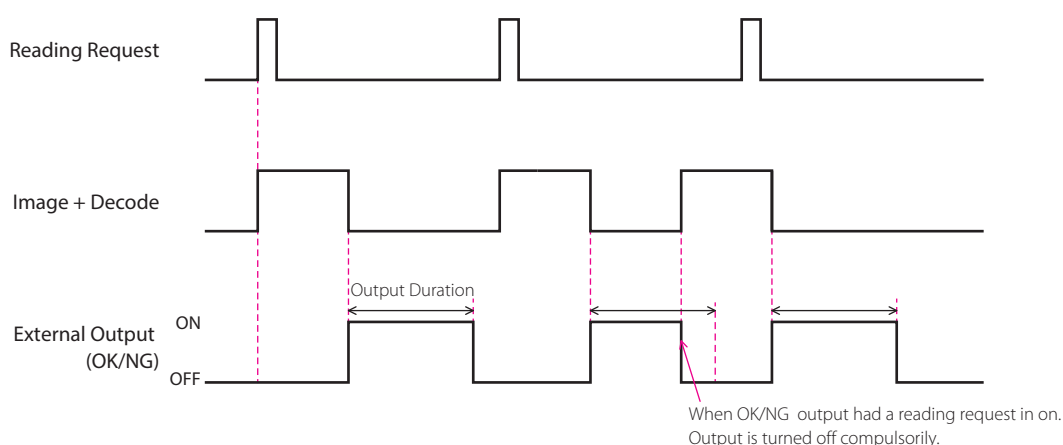 Reading Request
Image + Decode
Output Duration
External Output
(OK/NG)
ON
OFF
When OK/NG output had a reading request in on.
Output is turned off compulsorily.